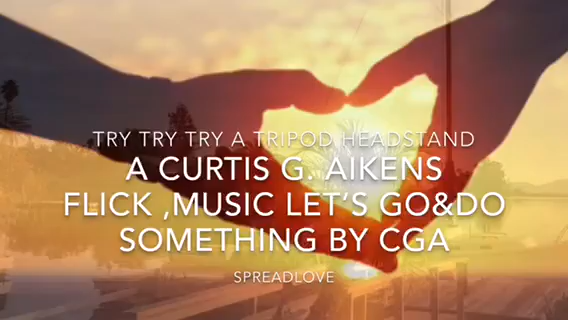 TRY TRY TRY A TRIPOD HEADSTAND
A CURTIS G. AIKENS
FLICK ,MUSIC LET'S GO&DO
SOMETHING BY CGA
SPREADLOVE